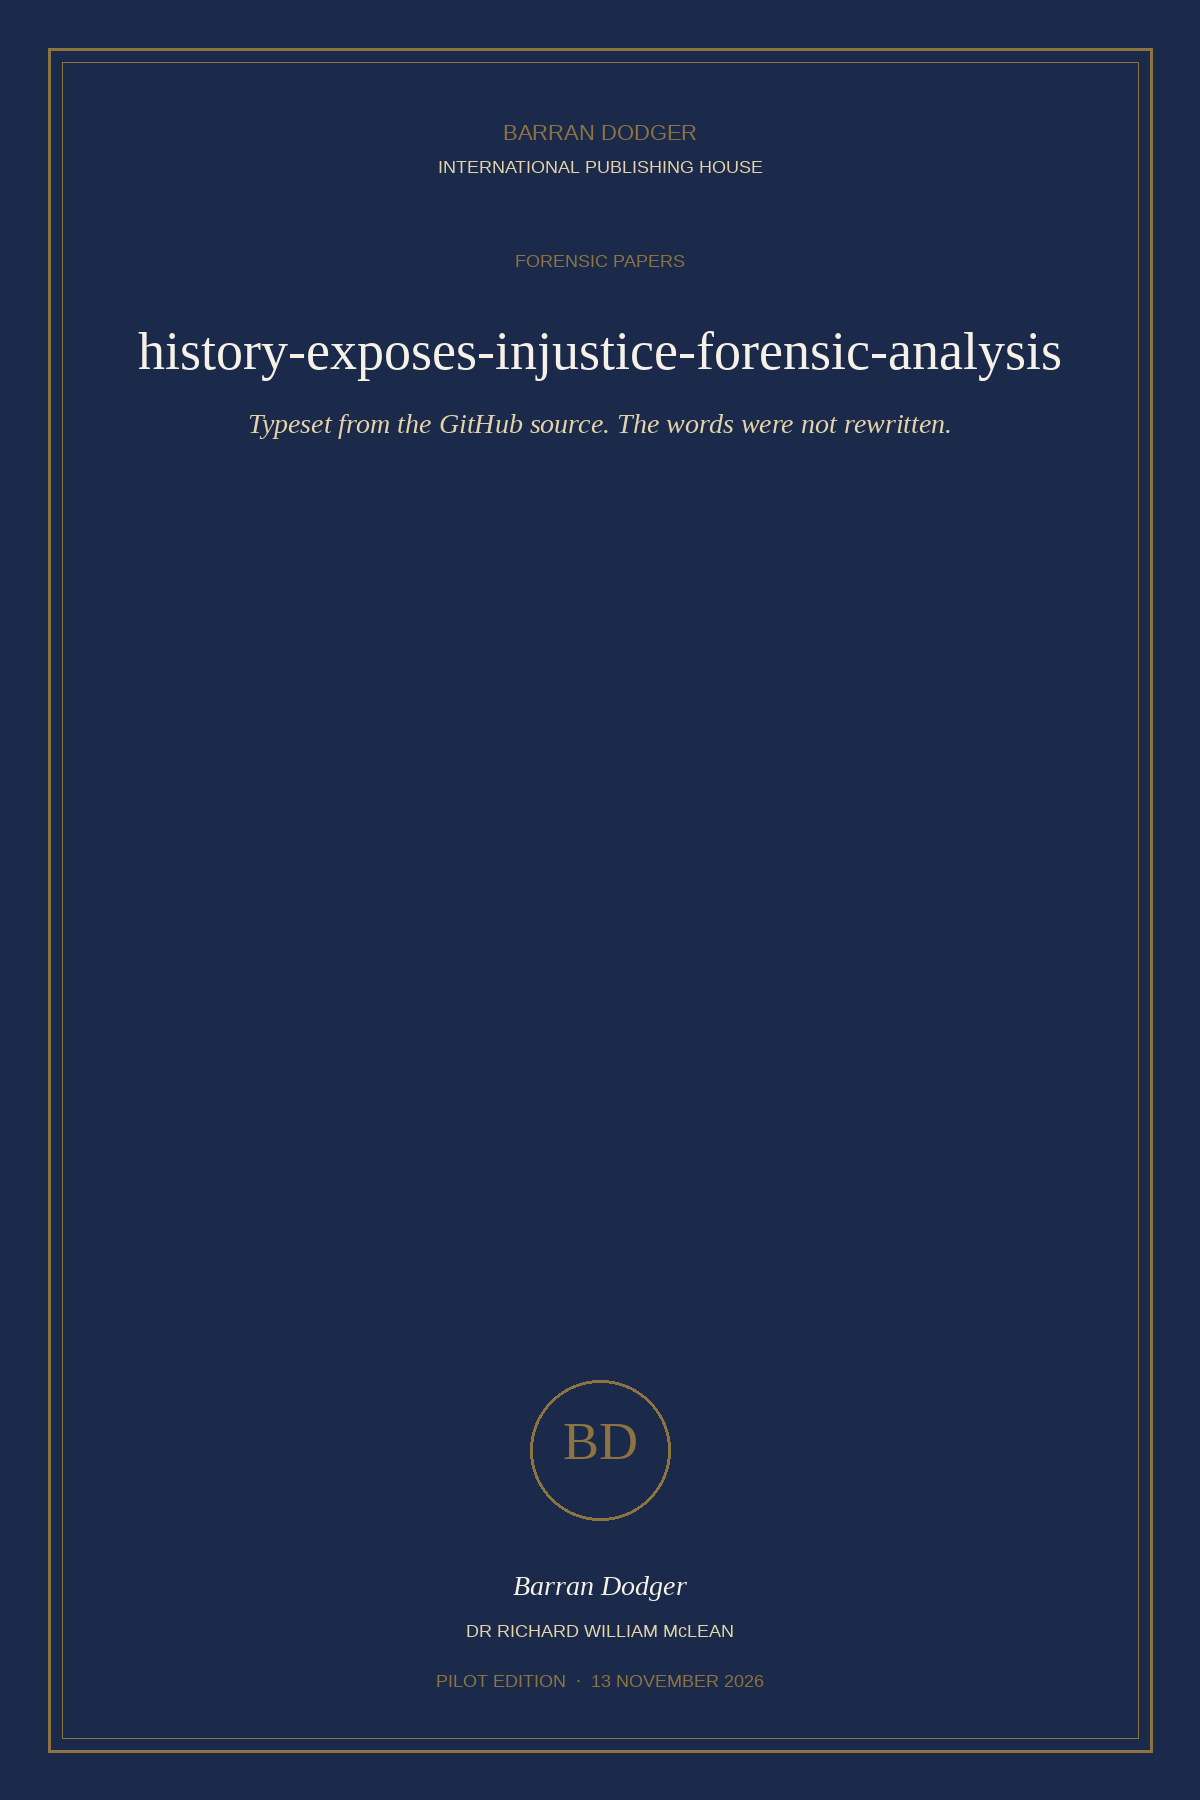 BARRAN DODGER
INTERNATIONAL PUBLISHING HOUSE
FORENSIC PAPERS
history-exposes-injustice-forensic-analysis
Typeset from the GitHub source. The words were not rewritten.
BD
Barran Dodger
DR RICHARD WILLIAM McLEAN
PILOT EDITION · 13 NOVEMBER 2026